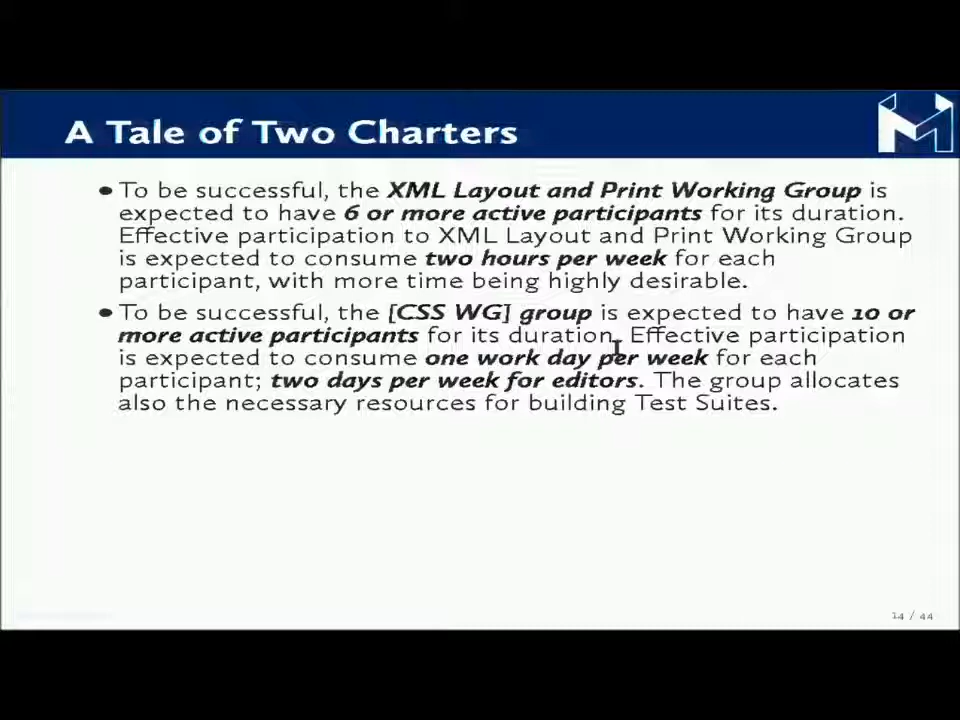 A Tale of Two Charters
• To be successful, the XML Layout and Print Working Group is
expected to have 6 or more active participants for its duration.
Effective participation to XML Layout and Print Working Group
is expected to consume two hours per week for each
participant, with more time being highly desirable.
• To be successful, the [CSS WG] group is expected to have 10 or
more active participants for its duration. Effective participation
is expected to consume one work day per week for each
participant; two days per week for editors. The group allocates
also the necessary resources for building Test Suites.
14 / 44